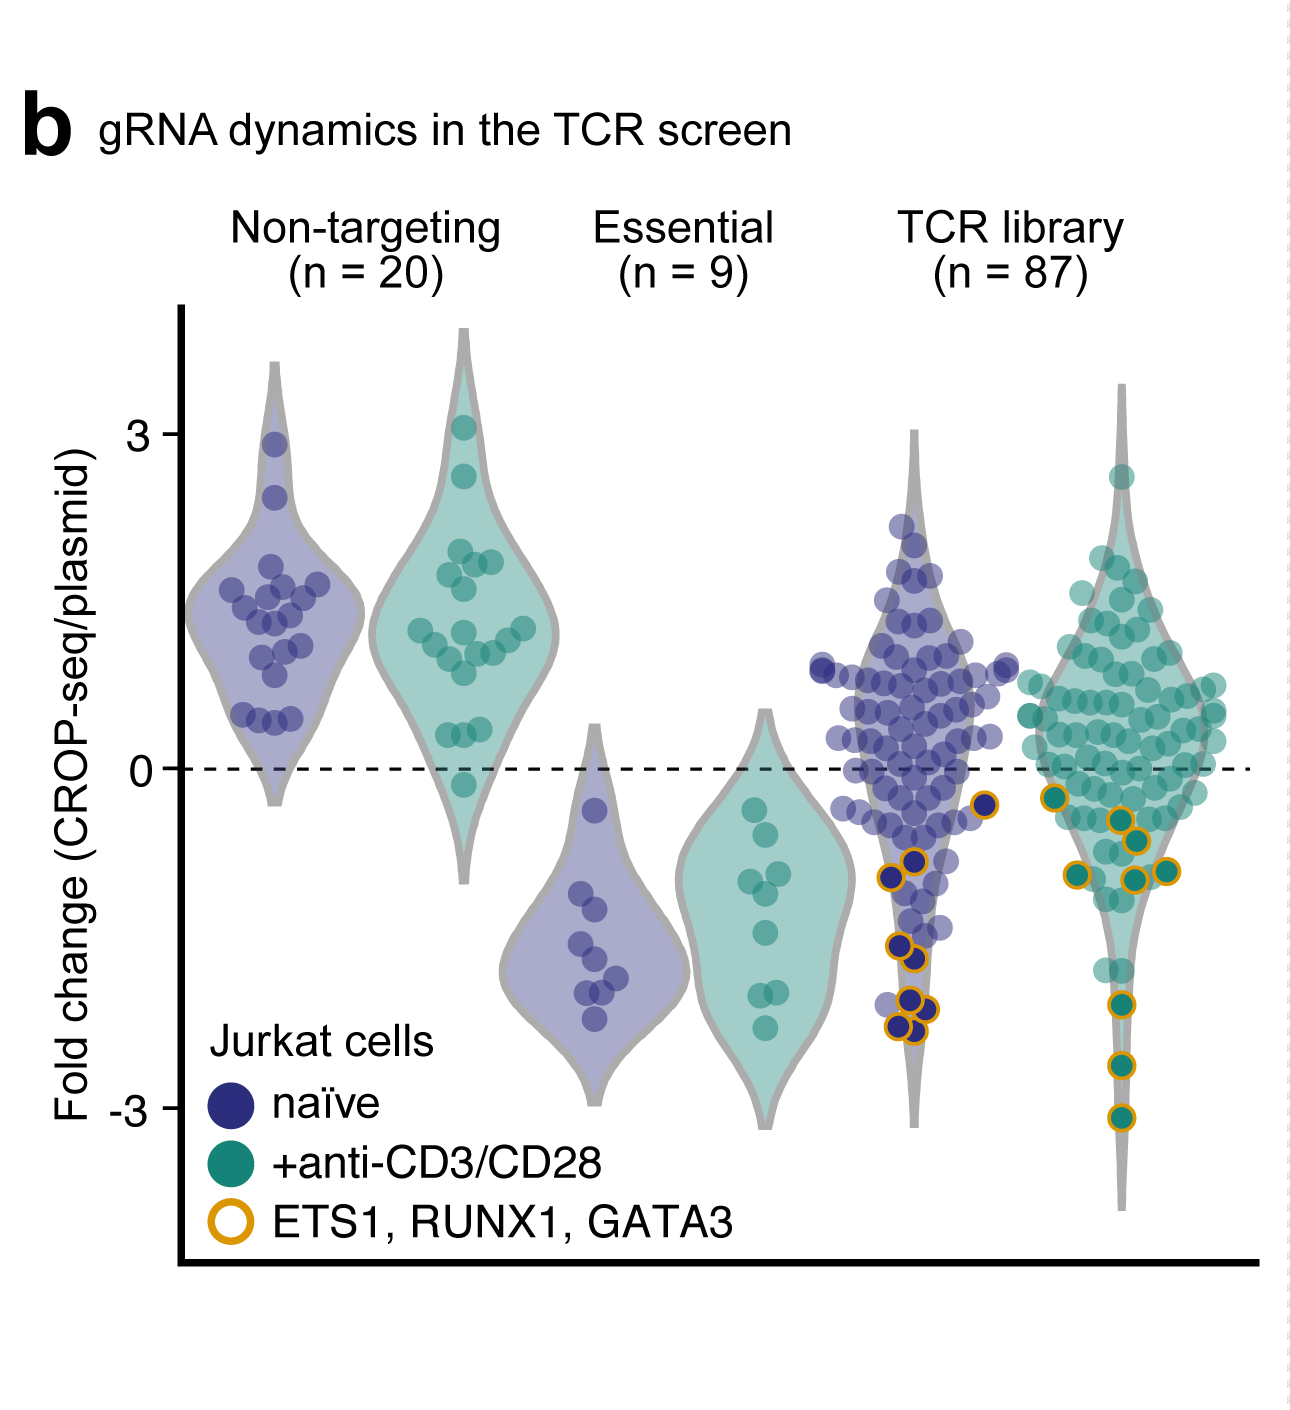 b gRNA dynamics in the TCR screen
Non-targeting
(n = 20)
Essential
(n = 9)
TCR library
(n = 87)
Fold change (CROP-seq/plasmid)
3
0
-3
Jurkat cells
naïve
+anti-CD3/CD28
ETS1, RUNX1, GATA3